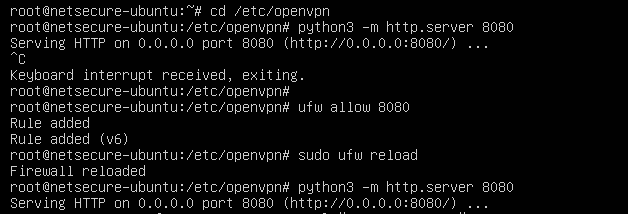 root@netsecure-ubuntu:~# cd /etc/openvpn
root@netsecure-ubuntu:/etc/openvpn# python3 -m http.server 8080
Serving HTTP on 0.0.0.0 port 8080 (http://0.0.0.0:8080/) ...
^C
Keyboard interrupt received, exiting.
root@netsecure-ubuntu:/etc/openvpn#
root@netsecure-ubuntu:/etc/openvpn# ufw allow 8080
Rule added
Rule added (v6)
root@netsecure-ubuntu:/etc/openvpn# sudo ufw reload
Firewall reloaded
root@netsecure-ubuntu:/etc/openvpn# python3 -m http.server 8080
Serving HTTP on 0.0.0.0 port 8080 (http://0.0.0.0:8080/) ...